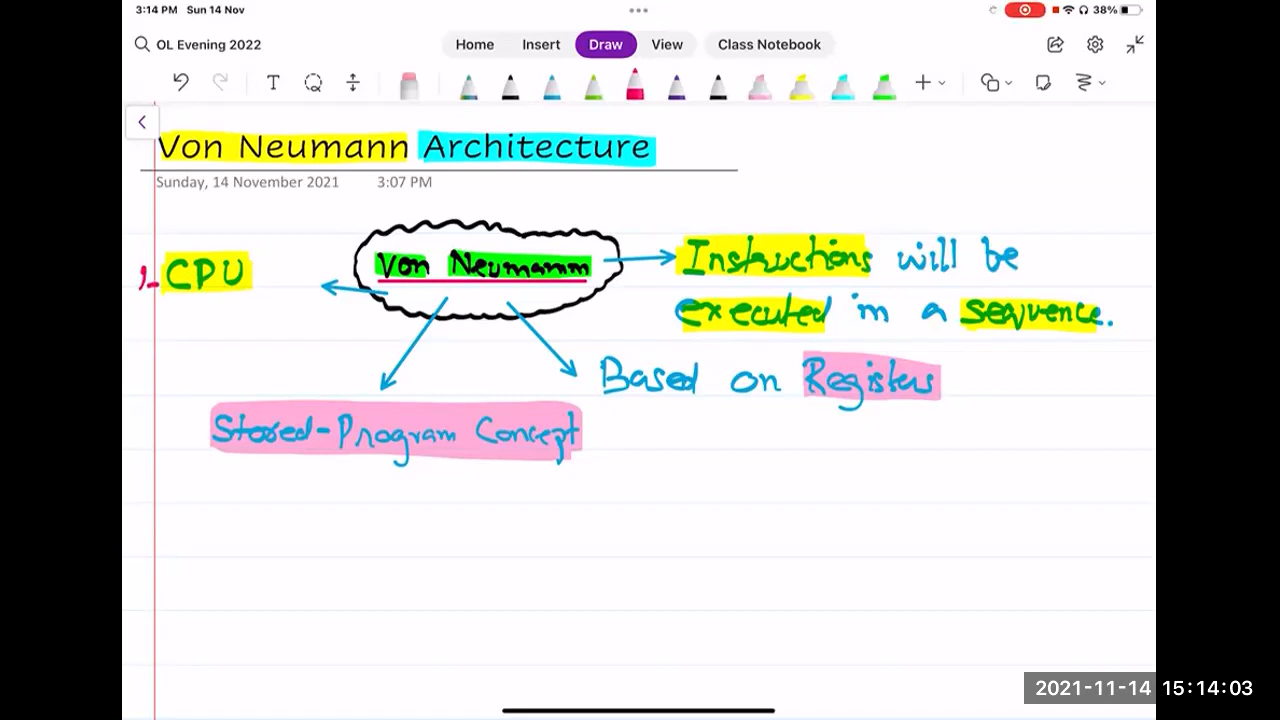 3:14 PM Sun 14 Nov
38%
OL Evening 2022
Home Insert Draw View Class Notebook
Von Neumann Architecture
Sunday, 14 November 2021 3:07 PM
1- CPU
Von Neumann
Instructions will be
executed in a sequence.
Based on Registers
Stored-Program Concept
2021-11-14 15:14:03